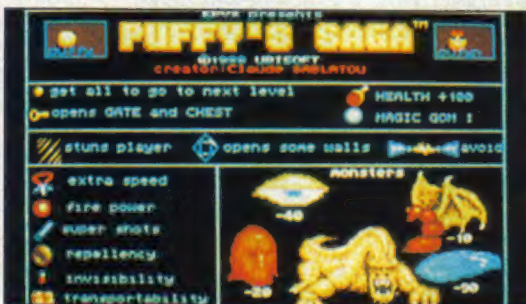 presents
PUFFY'S SAGA™
©1989 UBISOFT
creator:Claude SABLATOU
get all to go to next level
HEALTH +100
opens GATE and CHEST
MAGIC GOM !
stuns player
opens some walls
avoid
extra speed
monsters
fire power
-40
super shots
-10
repellency
-20
-90
invisibility
transportability